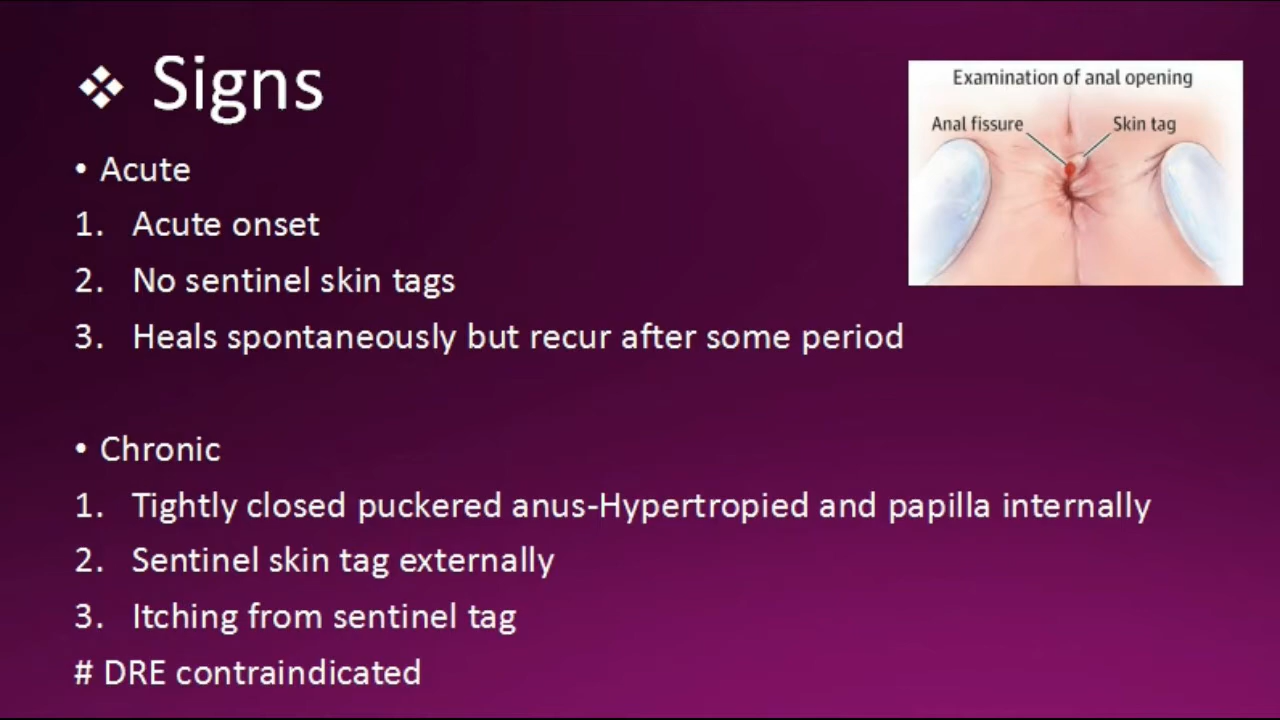 ❖ Signs
• Acute
1. Acute onset
2. No sentinel skin tags
3. Heals spontaneously but recur after some period
• Chronic
1. Tightly closed puckered anus-Hypertropied and papilla internally
2. Sentinel skin tag externally
3. Itching from sentinel tag
# DRE contraindicated
Examination of anal opening
Anal fissure
Skin tag